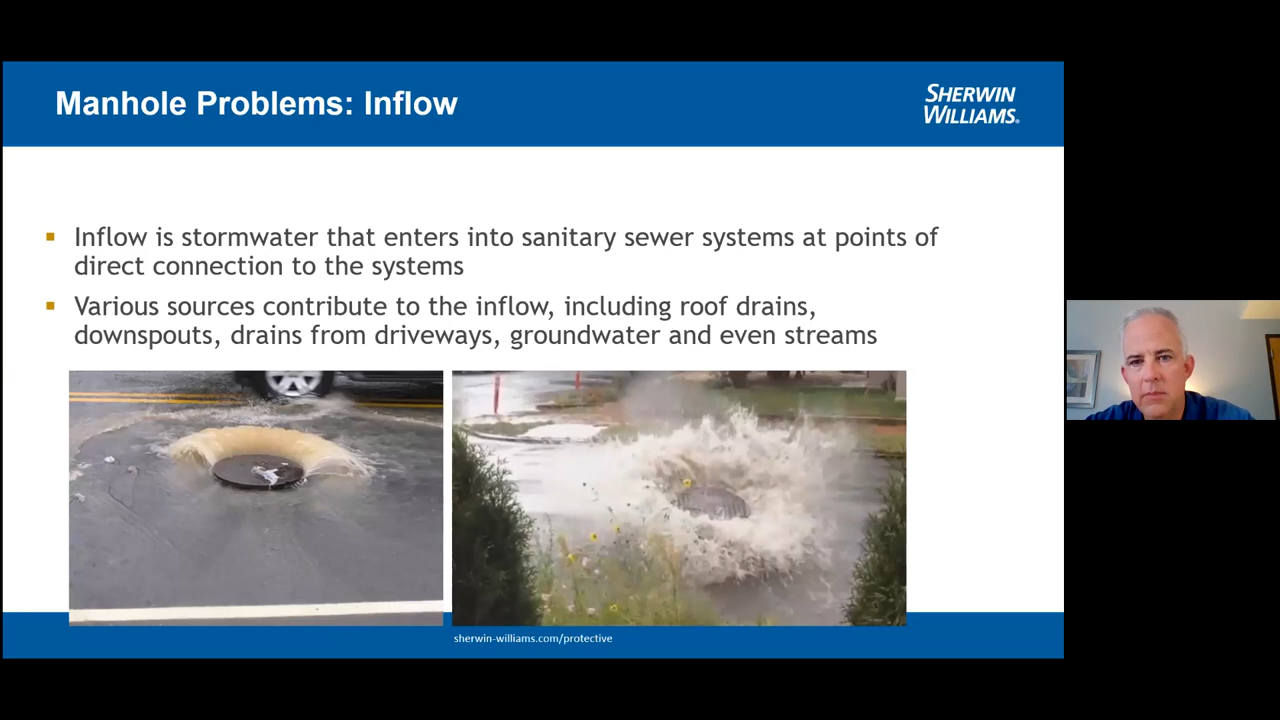 Manhole Problems: Inflow
SHERWIN
WILLIAMS.
Inflow is stormwater that enters into sanitary sewer systems at points of
direct connection to the systems
Various sources contribute to the inflow, including roof drains,
downspouts, drains from driveways, groundwater and even streams
sherwin-williams.com/protective